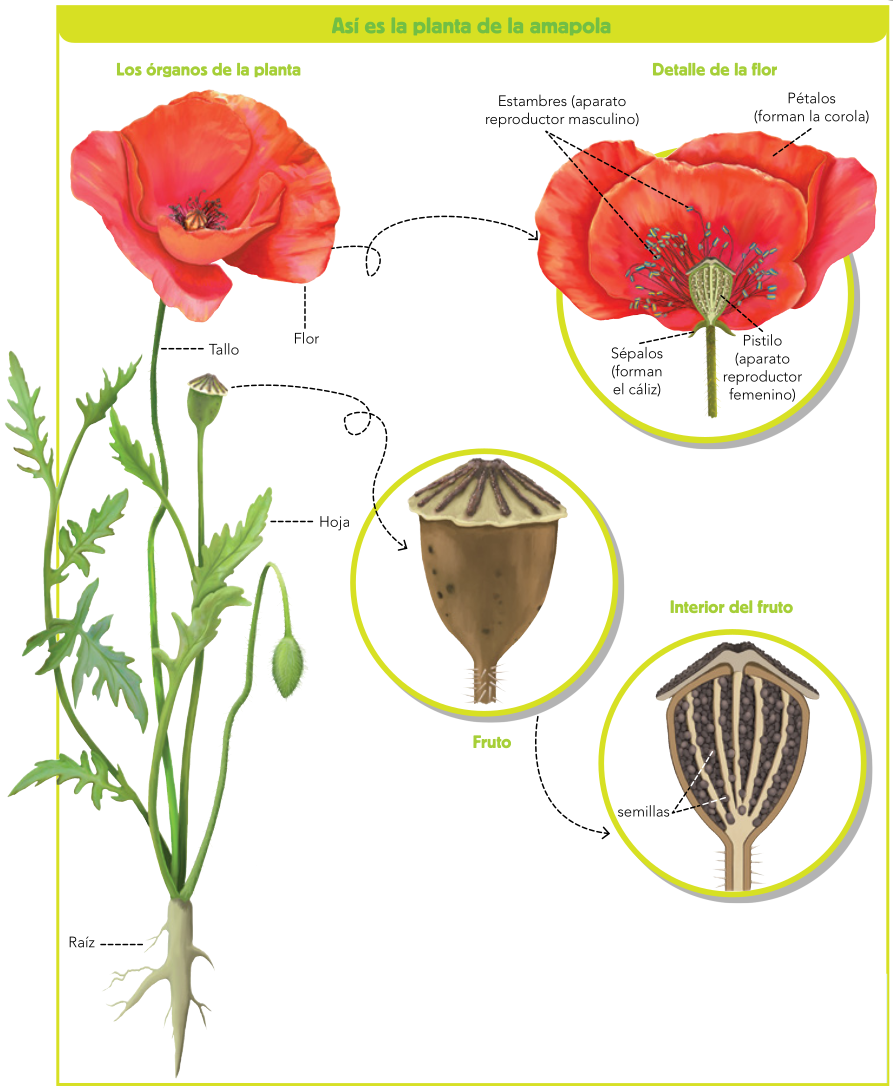 Así es la planta de la amapola
Los órganos de la planta
Detalle de la flor
Estambres (aparato
reproductor masculino)
Pétalos
(forman la corola)
Flor
Tallo
Sépalos
(forman
el cáliz)
Pistilo
(aparato
reproductor
femenino)
Hoja
Fruto
Interior del fruto
semillas
Raíz